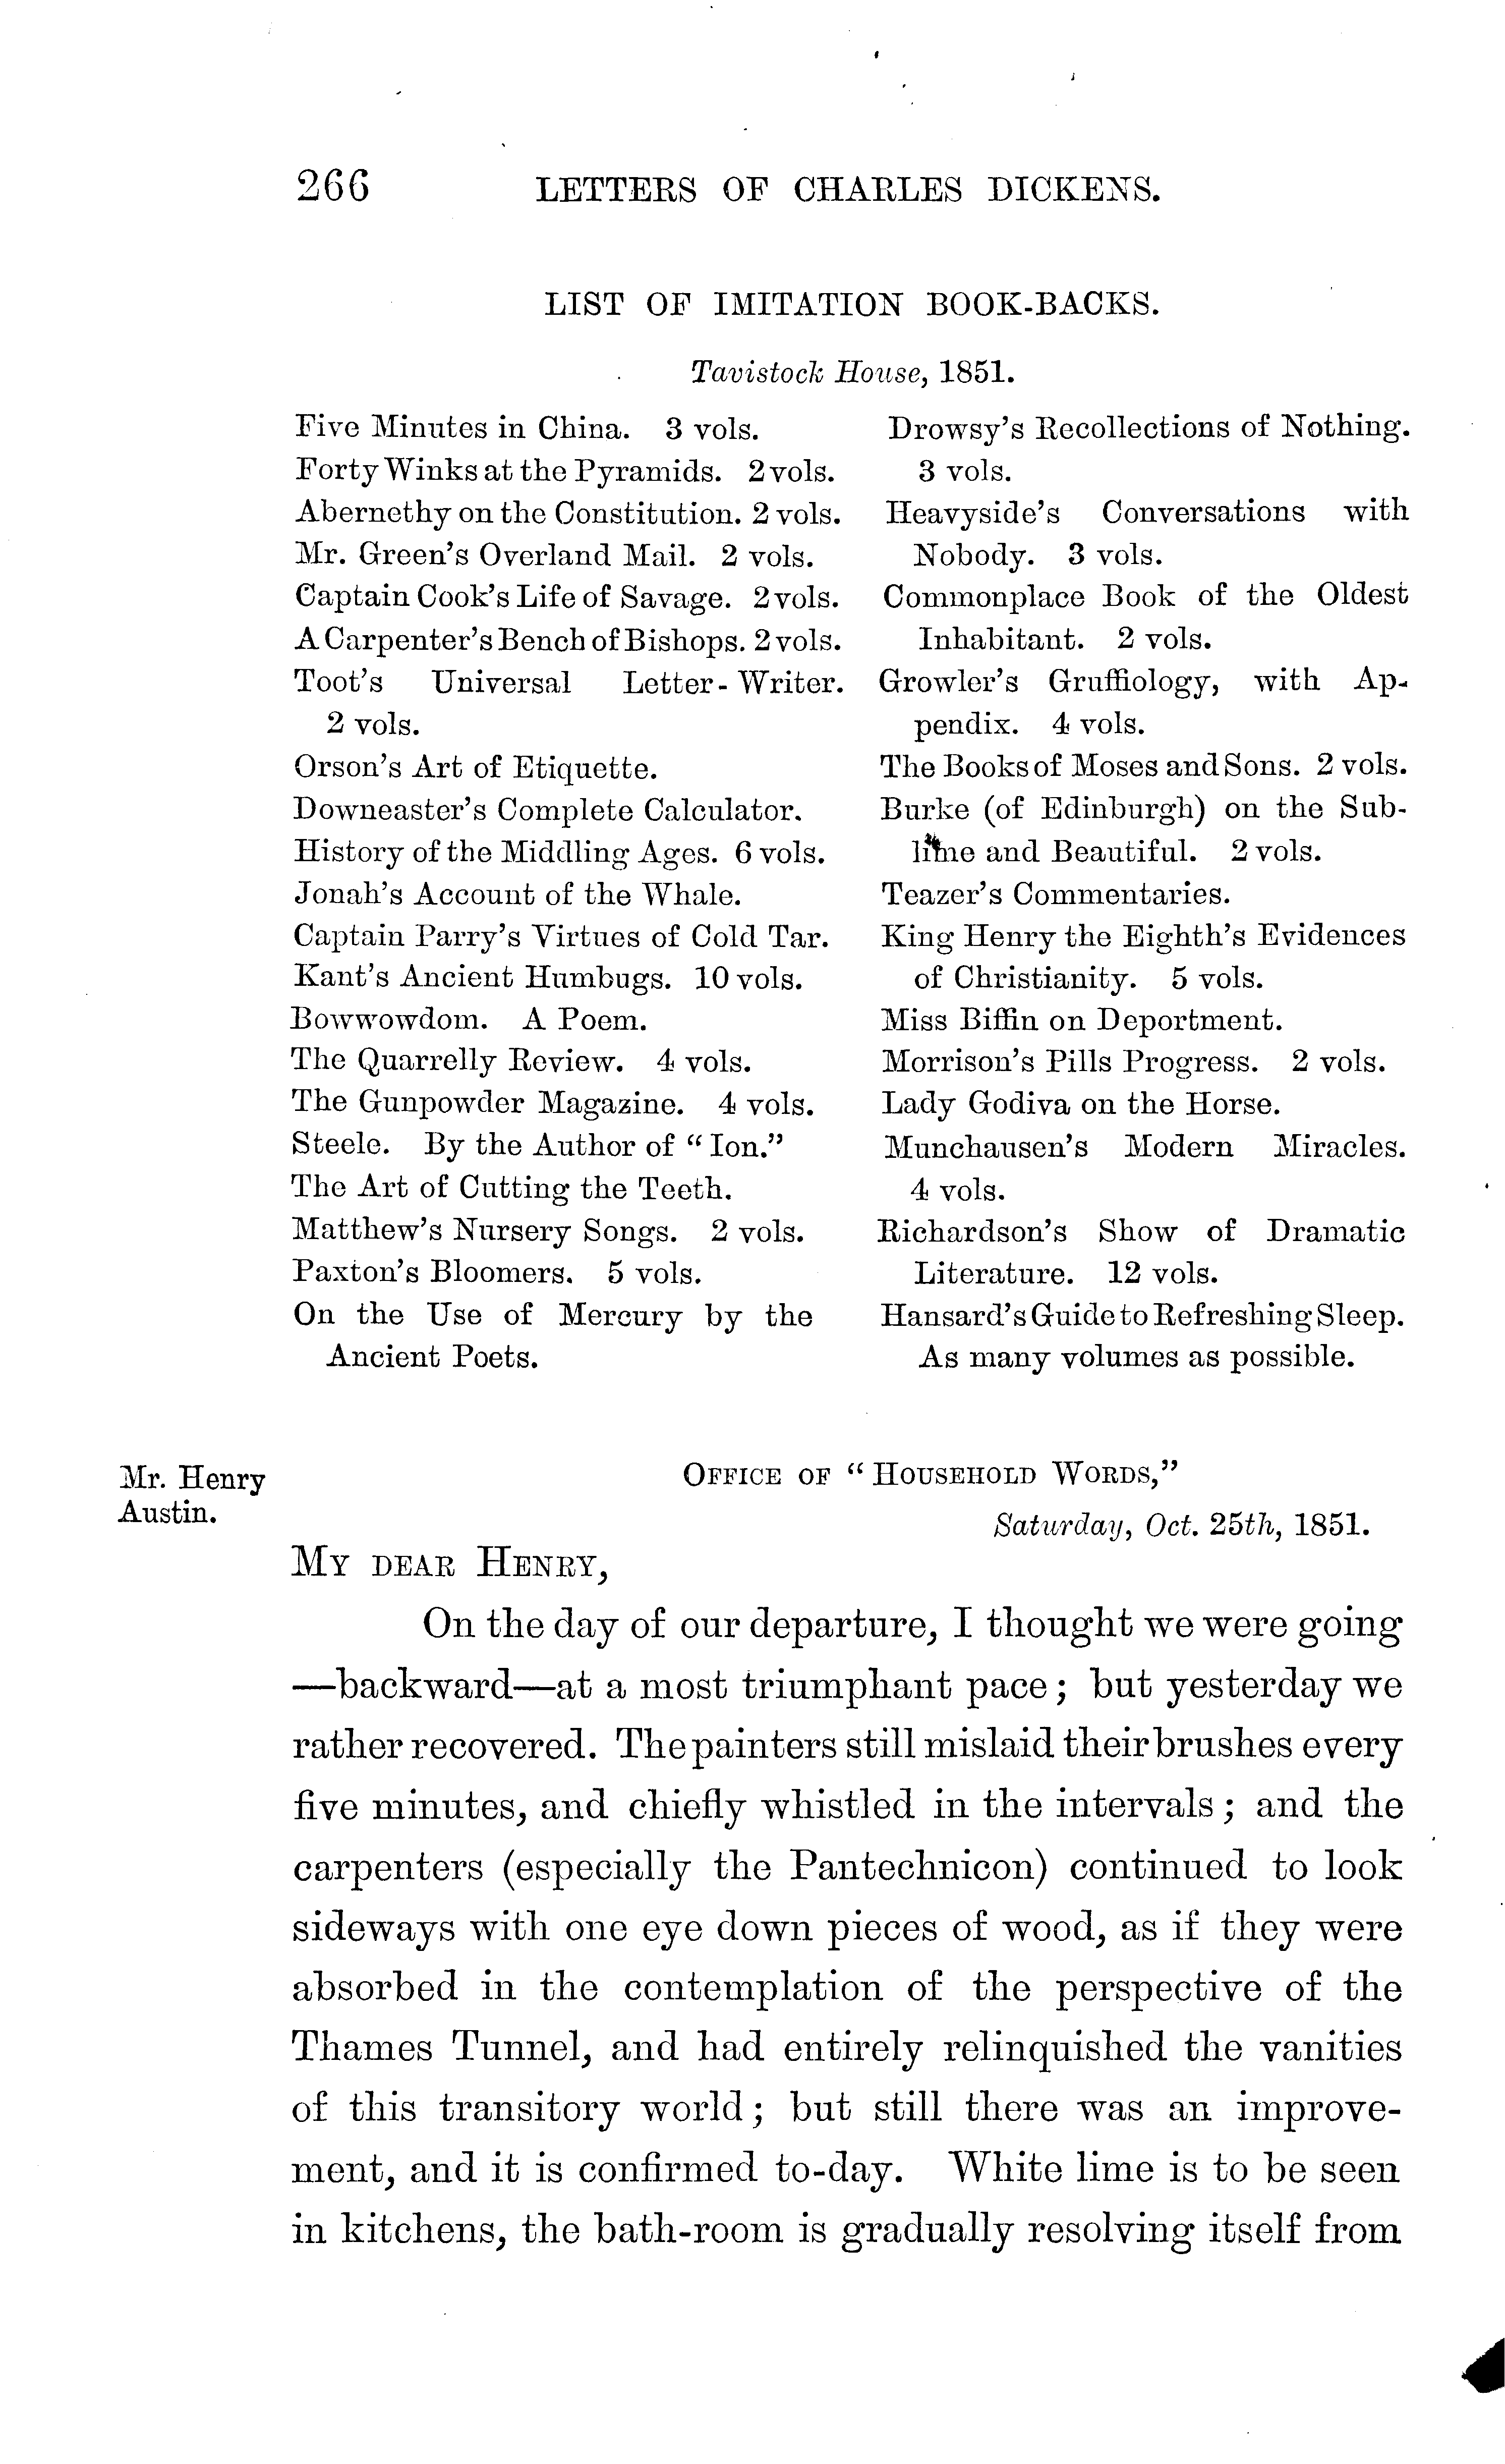 266 LETTERS OF CHARLES DICKENS.
LIST OF IMITATION BOOK-BACKS.
Tavistock House, 1851.
Five Minutes in China. 3 vols.
Forty Winks at the Pyramids. 2 vols.
Abernethy on the Constitution. 2 vols.
Mr. Green's Overland Mail. 2 vols.
Captain Cook's Life of Savage. 2 vols.
A Carpenter's Bench of Bishops. 2 vols.
Toot's Universal Letter-Writer.
2 vols.
Orson's Art of Etiquette.
Downeaster's Complete Calculator.
History of the Middling Ages. 6 vols.
Jonah's Account of the Whale.
Captain Parry's Virtues of Cold Tar.
Kant's Ancient Humbugs. 10 vols.
Bowwowdom. A Poem.
The Quarrelly Review. 4 vols.
The Gunpowder Magazine. 4 vols.
Steele. By the Author of "Ion."
The Art of Cutting the Teeth.
Matthew's Nursery Songs. 2 vols.
Paxton's Bloomers. 5 vols.
On the Use of Mercury by the
Ancient Poets.
Drowsy's Recollections of Nothing.
3 vols.
Heavyside's Conversations with
Nobody. 3 vols.
Commonplace Book of the Oldest
Inhabitant. 2 vols.
Growler's Gruffiology, with Ap-
pendix. 4 vols.
The Books of Moses and Sons. 2 vols.
Burke (of Edinburgh) on the Sub-
lime and Beautiful. 2 vols.
Teazer's Commentaries.
King Henry the Eighth's Evidences
of Christianity. 5 vols.
Miss Biffin on Deportment.
Morrison's Pills Progress. 2 vols.
Lady Godiva on the Horse.
Munchausen's Modern Miracles.
4 vols.
Richardson's Show of Dramatic
Literature. 12 vols.
Hansard's Guide to Refreshing Sleep.
As many volumes as possible.
Mr. Henry
Austin.
OFFICE OF "HOUSEHOLD WORDS,"
Saturday, Oct. 25th, 1851.
MY DEAR HENRY,
On the day of our departure, I thought we were going
—backward—at a most triumphant pace; but yesterday we
rather recovered. The painters still mislaid their brushes every
five minutes, and chiefly whistled in the intervals; and the
carpenters (especially the Pantechnicon) continued to look
sideways with one eye down pieces of wood, as if they were
absorbed in the contemplation of the perspective of the
Thames Tunnel, and had entirely relinquished the vanities
of this transitory world; but still there was an improve-
ment, and it is confirmed to-day. White lime is to be seen
in kitchens, the bath-room is gradually resolving itself from